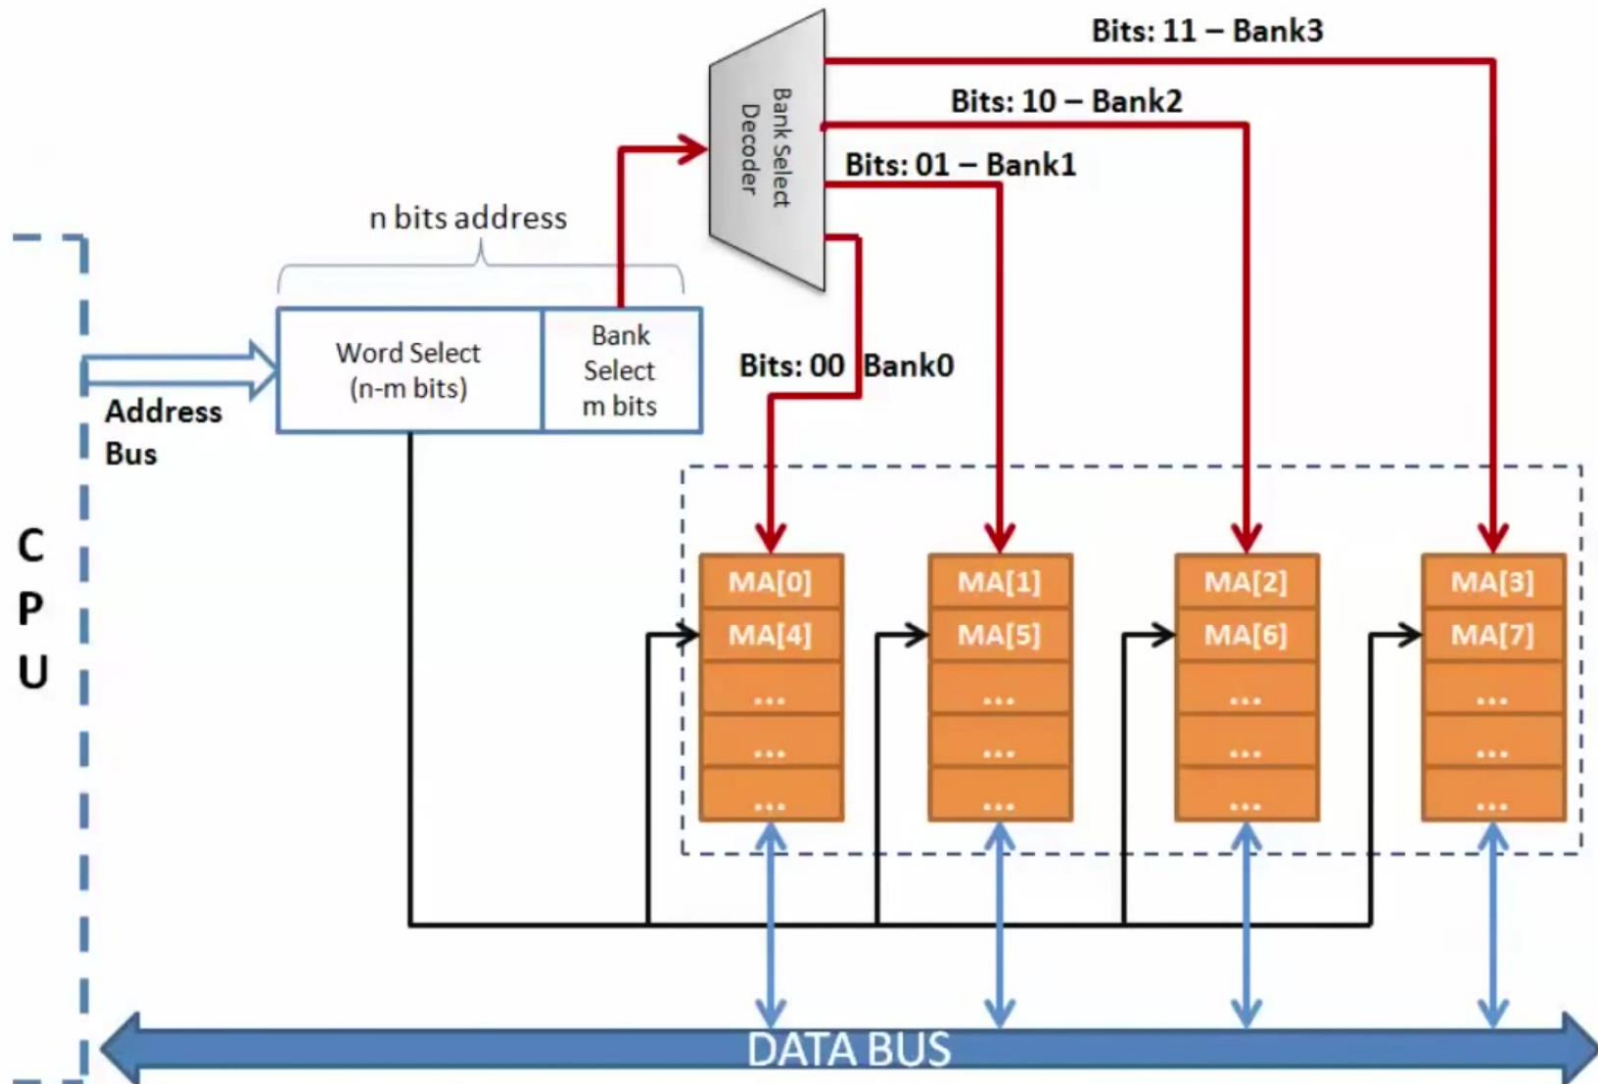 Bits: 11 – Bank3
Bits: 10 – Bank2
Bits: 01 – Bank1
Bank Select
Decoder
n bits address
Word Select
(n-m bits)
Bank
Select
m bits
Bits: 00 Bank0
Address
Bus
C
P
U
MA[0]
MA[1]
MA[2]
MA[3]
MA[4]
MA[5]
MA[6]
MA[7]
...
...
...
...
...
...
...
...
...
...
...
...
DATA BUS